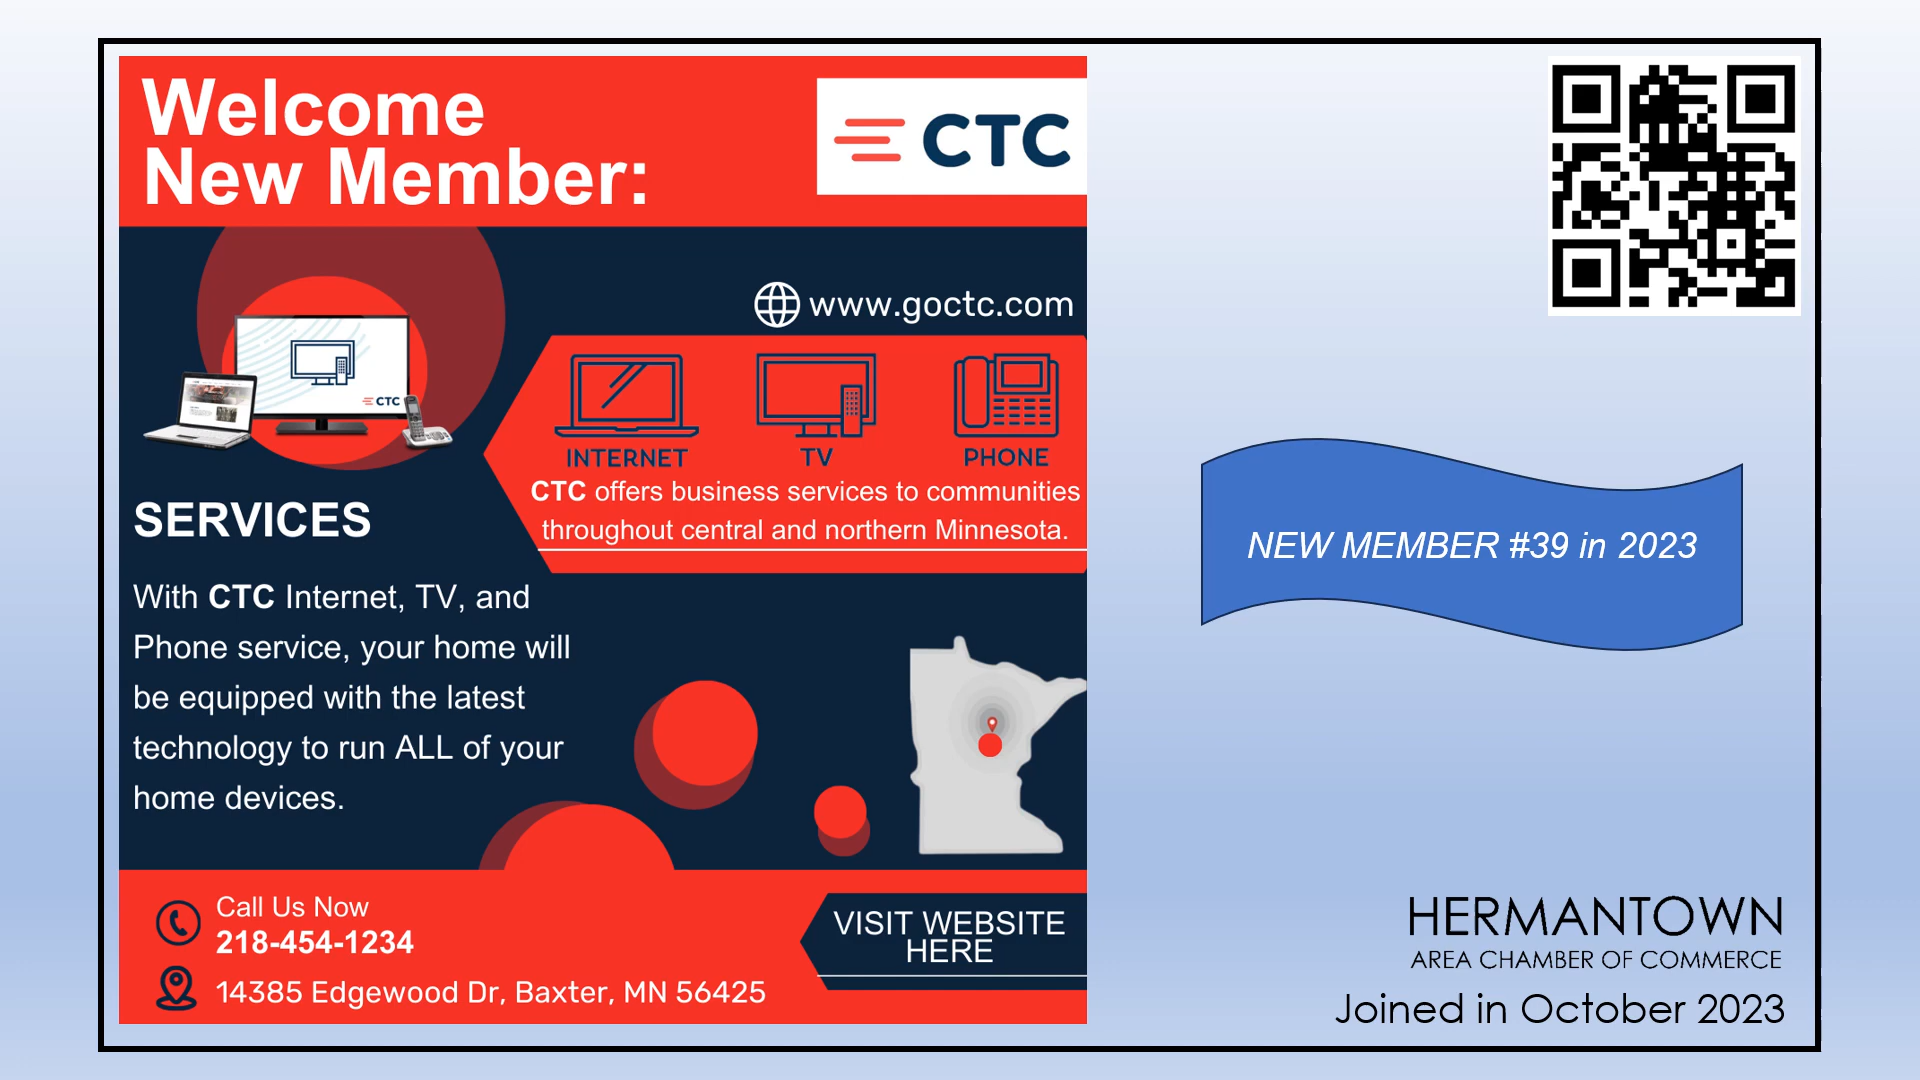 Welcome
New Member:
CTC
www.goctc.com
CTC
INTERNET
TV
PHONE
CTC offers business services to communities
throughout central and northern Minnesota.
SERVICES
With CTC Internet, TV, and
Phone service, your home will
be equipped with the latest
technology to run ALL of your
home devices.
Call Us Now
218-454-1234
14385 Edgewood Dr, Baxter, MN 56425
VISIT WEBSITE
HERE
NEW MEMBER #39 in 2023
HERMANTOWN
AREA CHAMBER OF COMMERCE
Joined in October 2023